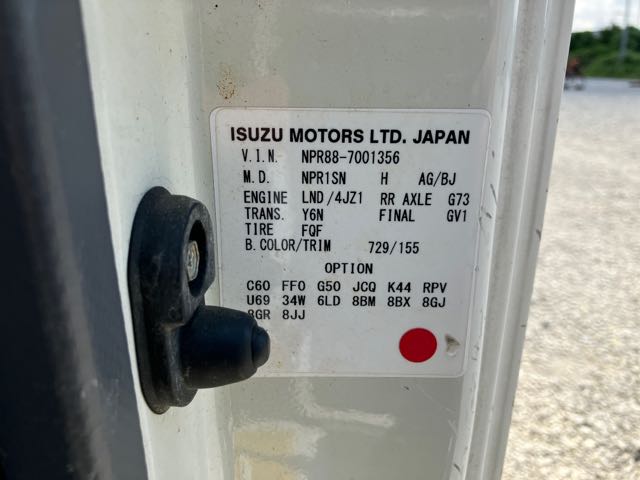 ISUZU MOTORS LTD. JAPAN
V.I.N. NPR88-7001356
M.D. NPR1SN H AG/BJ
ENGINE LND/4JZ1 RR AXLE G73
TRANS. Y6N FINAL GV1
TIRE FQF
B.COLOR/TRIM 729/155
OPTION
C60 FF0 G50 JCQ K44 RPV
U69 34W 6LD 8BM 8BX 8GJ
8GR 8JJ